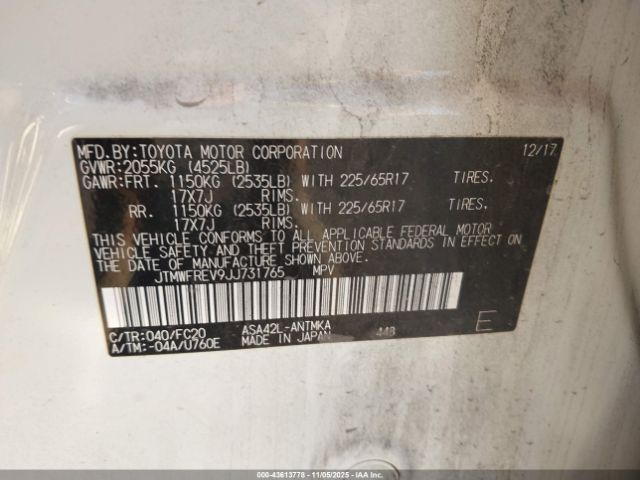 MFD.BY:TOYOTA MOTOR CORPORATION 12/17
GVWR:2055KG (4525LB)
GAWR:FRT. 1150KG (2535LB) WITH 225/65R17 TIRES.
17X7J RIMS.
RR. 1150KG (2535LB) WITH 225/65R17 TIRES.
17X7J RIMS.
THIS VEHICLE CONFORMS TO ALL APPLICABLE FEDERAL MOTOR
VEHICLE SAFETY AND THEFT PREVENTION STANDARDS IN EFFECT ON
THE DATE OF MANUFACTURE SHOWN ABOVE.
JTMWFREV9JJ731765 MPV
C/TR:040/FC20 ASA42L-ANTMKA 44B E
A/TM:-04A/U760E MADE IN JAPAN
000-43613778 - 11/05/2025 - IAA, Inc.